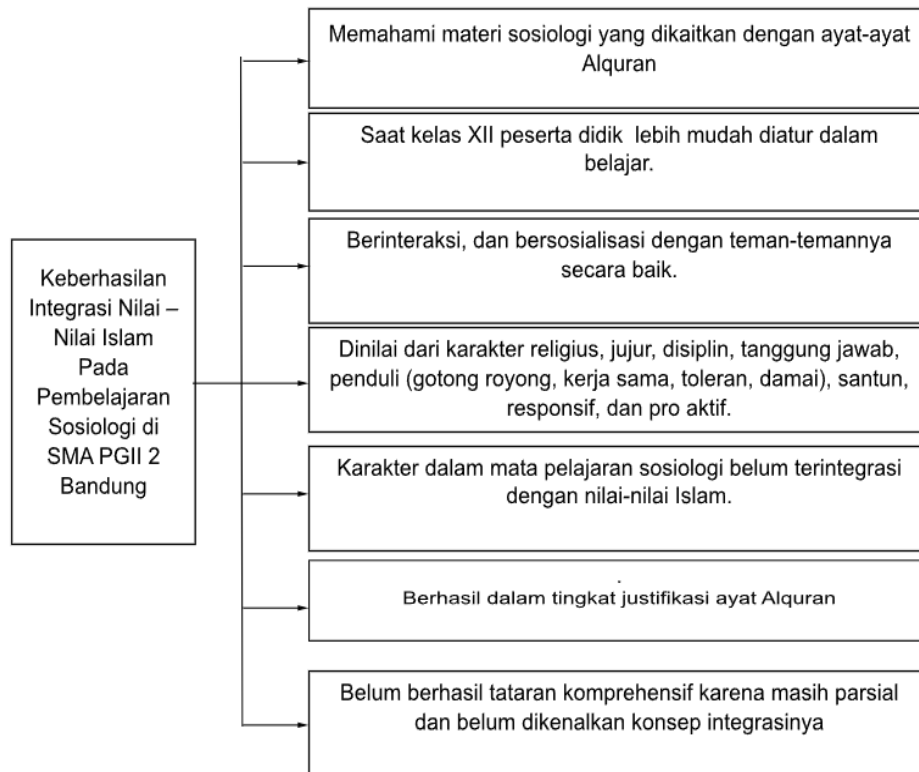 Keberhasilan
Integrasi Nilai –
Nilai Islam
Pada
Pembelajaran
Sosiologi di
SMA PGII 2
Bandung
Memahami materi sosiologi yang dikaitkan dengan ayat-ayat
Alquran
Saat kelas XII peserta didik lebih mudah diatur dalam
belajar.
Berinteraksi, dan bersosialisasi dengan teman-temannya
secara baik.
Dinilai dari karakter religius, jujur, disiplin, tanggung jawab,
penduli (gotong royong, kerja sama, toleran, damai), santun,
responsif, dan pro aktif.
Karakter dalam mata pelajaran sosiologi belum terintegrasi
dengan nilai-nilai Islam.
.
Berhasil dalam tingkat justifikasi ayat Alquran
Belum berhasil tataran komprehensif karena masih parsial
dan belum dikenalkan konsep integrasinya